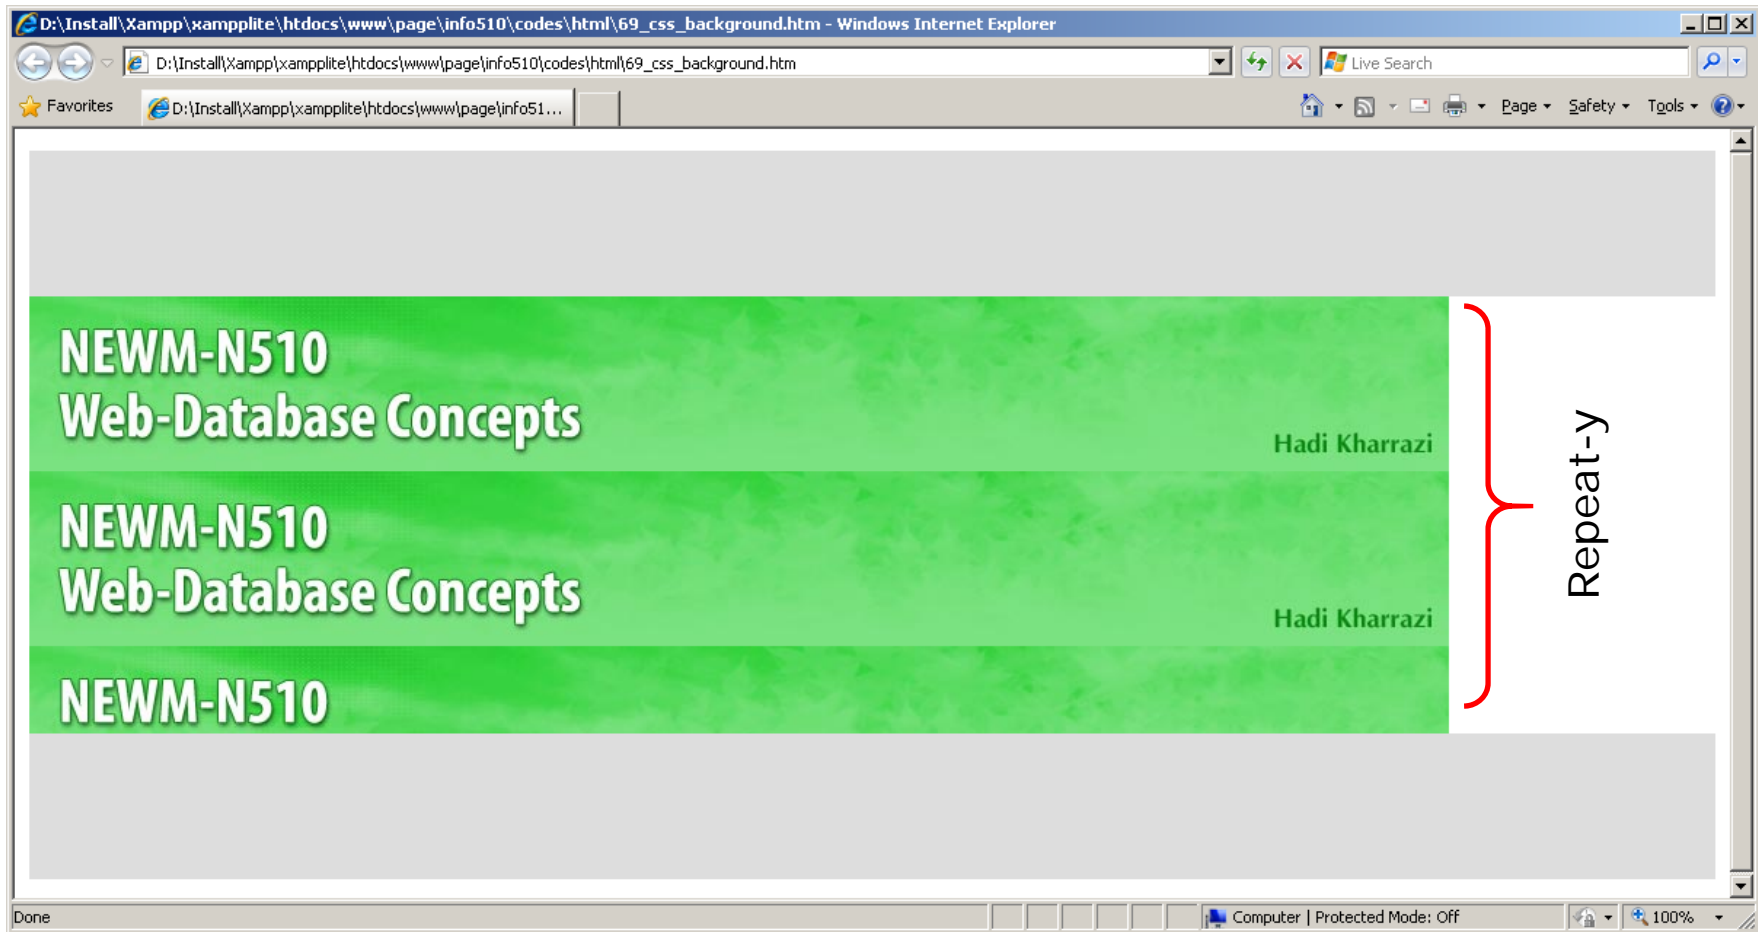 D:\Install\Xampp\xampplite\htdocs\www\page\info510\codes\html\69_css_background.htm - Windows Internet Explorer
D:\Install\Xampp\xampplite\htdocs\www\page\info510\codes\html\69_css_background.htm
Live Search
Favorites
D:\Install\Xampp\xampplite\htdocs\www\page\info51...
Page
Safety
Tools
NEWM-N510
Web-Database Concepts
Hadi Kharrazi
NEWM-N510
Web-Database Concepts
Hadi Kharrazi
NEWM-N510
Repeat-y
Done
Computer | Protected Mode: Off
100%